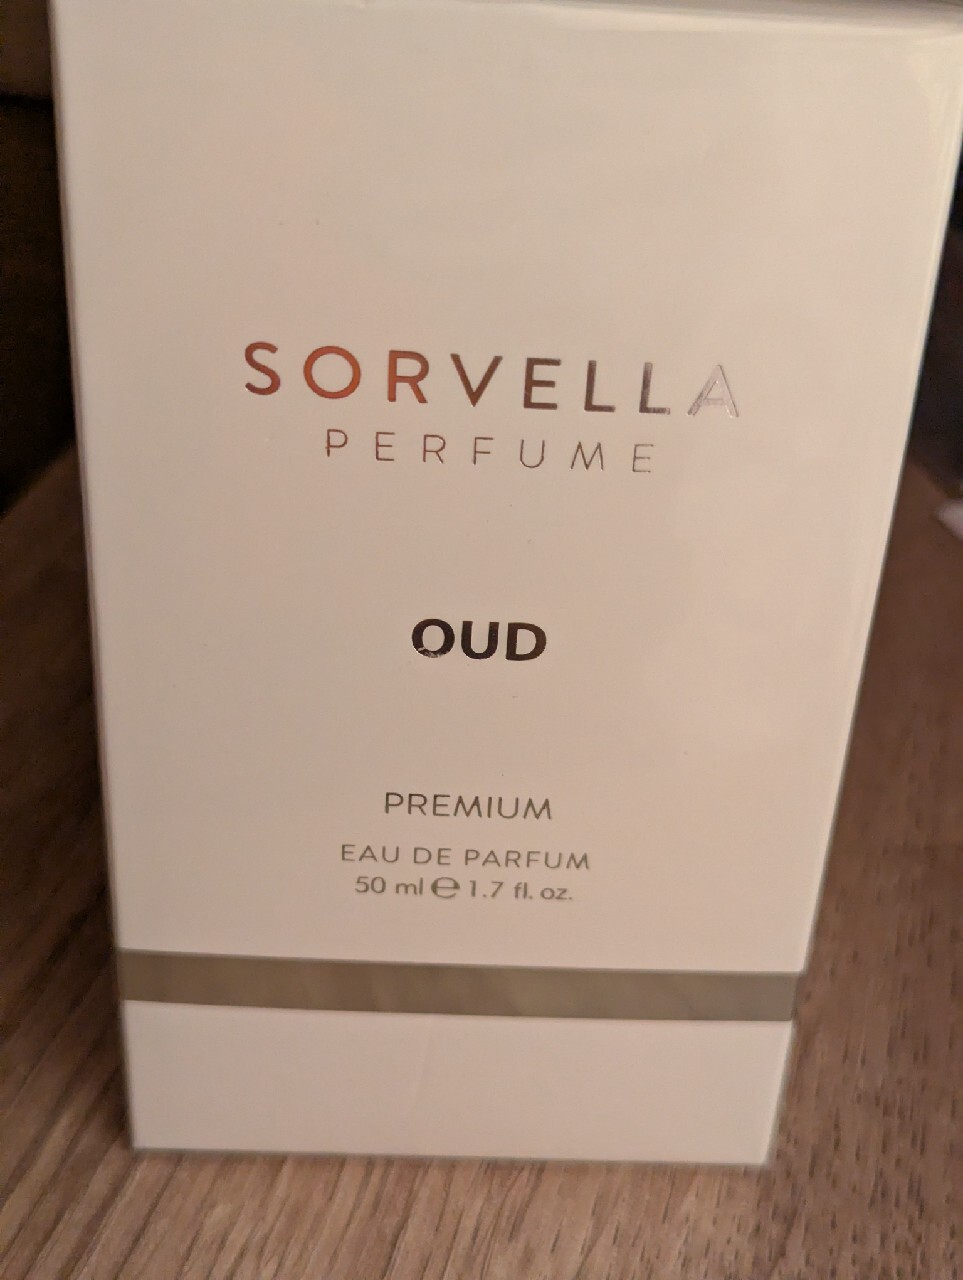 SORVELLA
PERFUME
OUD
PREMIUM
EAU DE PARFUM
50 ml ℮ 1.7 fl. oz.